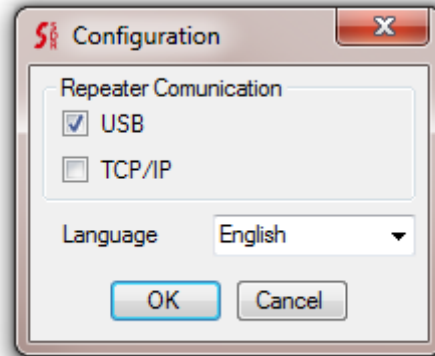 Configuration
Repeater Comunication
USB
TCP/IP
Language English
OK Cancel